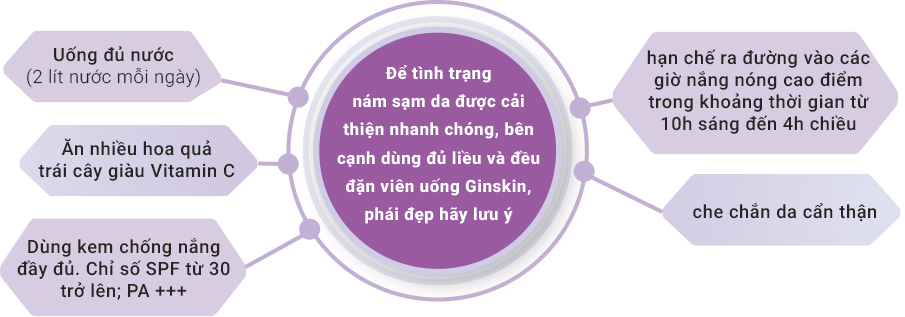 Uống đủ nước
(2 lít nước mỗi ngày)
Ăn nhiều hoa quả
trái cây giàu Vitamin C
Dùng kem chống nắng
đầy đủ. Chỉ số SPF từ 30
trở lên; PA +++
Để tình trạng
nám sạm da được cải
thiện nhanh chóng, bên
cạnh dùng đủ liều và đều
đặn viên uống Ginskin,
phái đẹp hãy lưu ý
hạn chế ra đường vào các
giờ nắng nóng cao điểm
trong khoảng thời gian từ
10h sáng đến 4h chiều
che chắn da cẩn thận